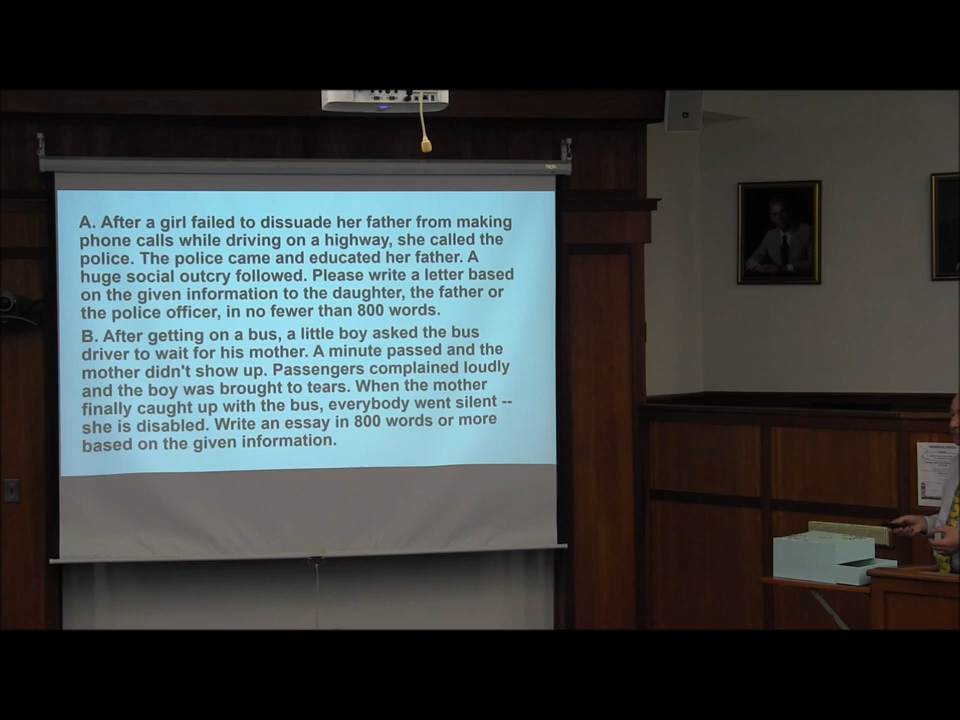 A. After a girl failed to dissuade her father from making
phone calls while driving on a highway, she called the
police. The police came and educated her father. A
huge social outcry followed. Please write a letter based
on the given information to the daughter, the father or
the police officer, in no fewer than 800 words.
B. After getting on a bus, a little boy asked the bus
driver to wait for his mother. A minute passed and the
mother didn't show up. Passengers complained loudly
and the boy was brought to tears. When the mother
finally caught up with the bus, everybody went silent --
she is disabled. Write an essay in 800 words or more
based on the given information.